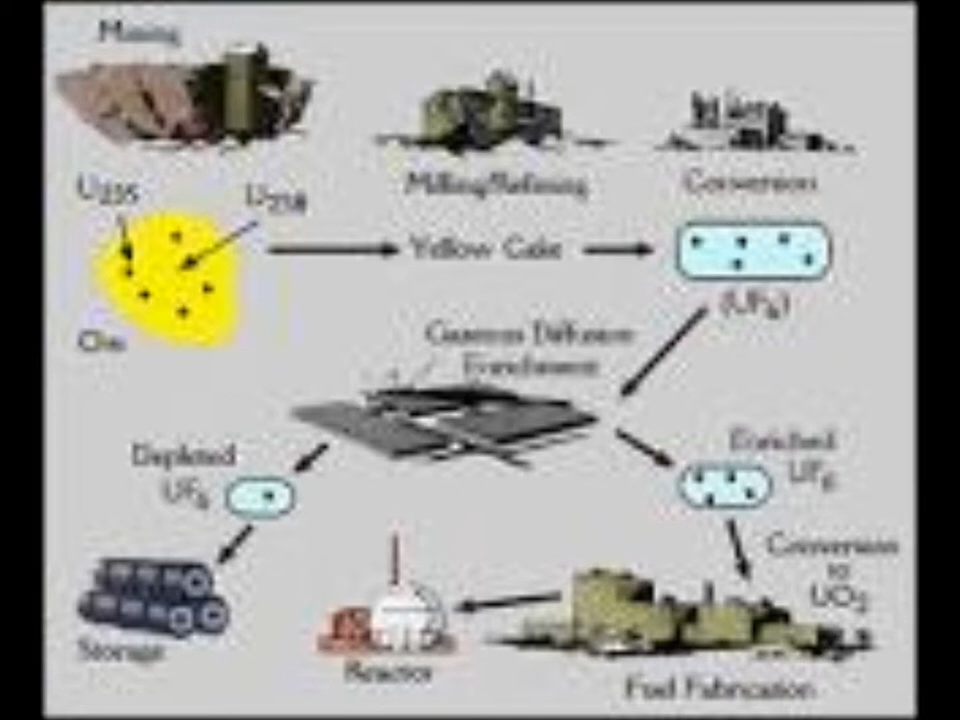 Mining
Milling/Refining
Conversion
U235
U238
Yellow Cake
(UF6)
Ore
Gaseous Diffusion
Enrichment
Depleted
UF6
Enriched
UF6
Conversion
to
UO2
Storage
Reactor
Fuel Fabrication